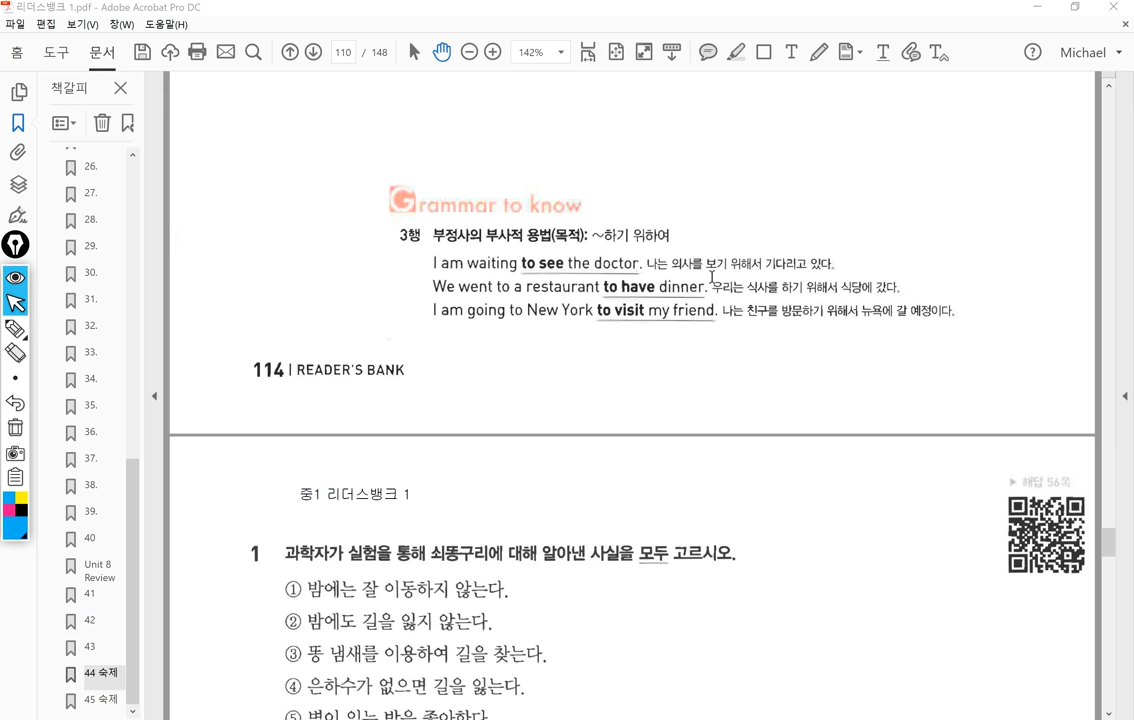 리더스뱅크 1.pdf - Adobe Acrobat Pro DC
파일 편집 보기(V) 창(W) 도움말(H)
홈 도구 문서 110 / 148 142% Michael
책갈피
26.
27.
28.
29.
30.
31.
32.
33.
34.
35.
36.
37.
38.
39.
40
Unit 8
Review
41
42
43
44 숙제
45 숙제
Grammar to know
3행 부정사의 부사적 용법(목적): ~하기 위하여
I am waiting to see the doctor. 나는 의사를 보기 위해서 기다리고 있다.
We went to a restaurant to have dinner. 우리는 식사를 하기 위해서 식당에 갔다.
I am going to New York to visit my friend. 나는 친구를 방문하기 위해서 뉴욕에 갈 예정이다.
114 | READER'S BANK
중1 리더스뱅크 1
▶ 해답 56쪽
1 과학자가 실험을 통해 쇠똥구리에 대해 알아낸 사실을 모두 고르시오.
① 밤에는 잘 이동하지 않는다.
② 밤에도 길을 잃지 않는다.
③ 똥 냄새를 이용하여 길을 찾는다.
④ 은하수가 없으면 길을 잃는다.
⑤ 별이 있는 밤을 좋아한다.